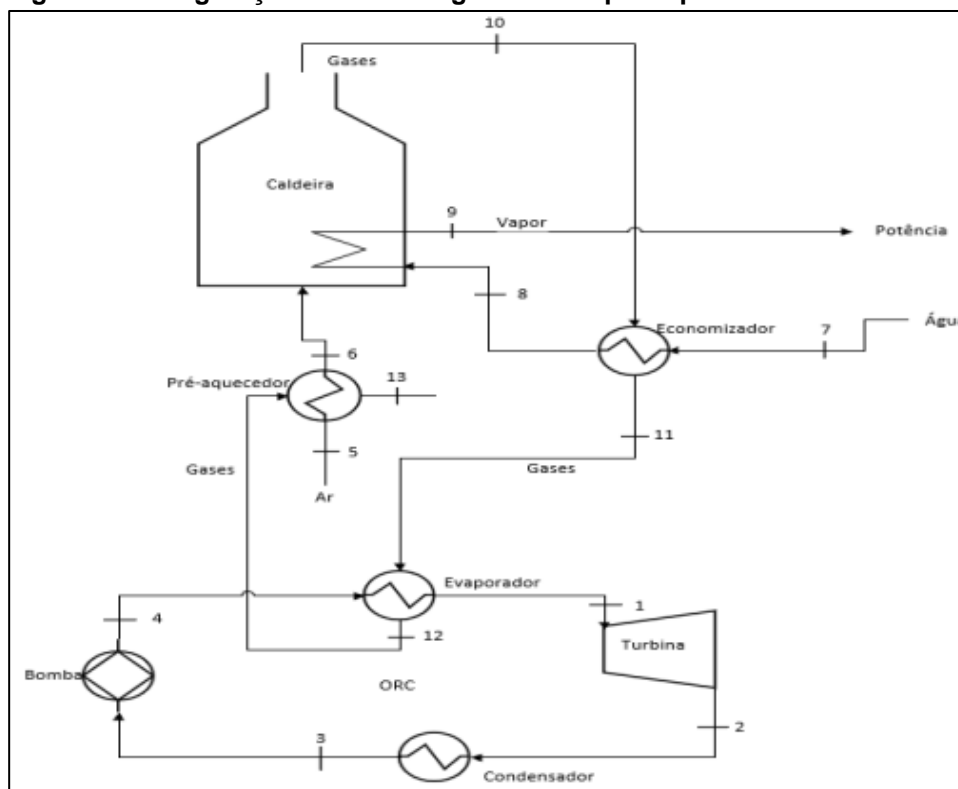 10
Gases
Caldeira
9
Vapor
Potência
8
Economizador
7
6
Pré-aquecedor
13
11
5
Gases
Gases
Ar
Evaporador
4
1
12
Turbina
Bomba
ORC
3
2
Condensador